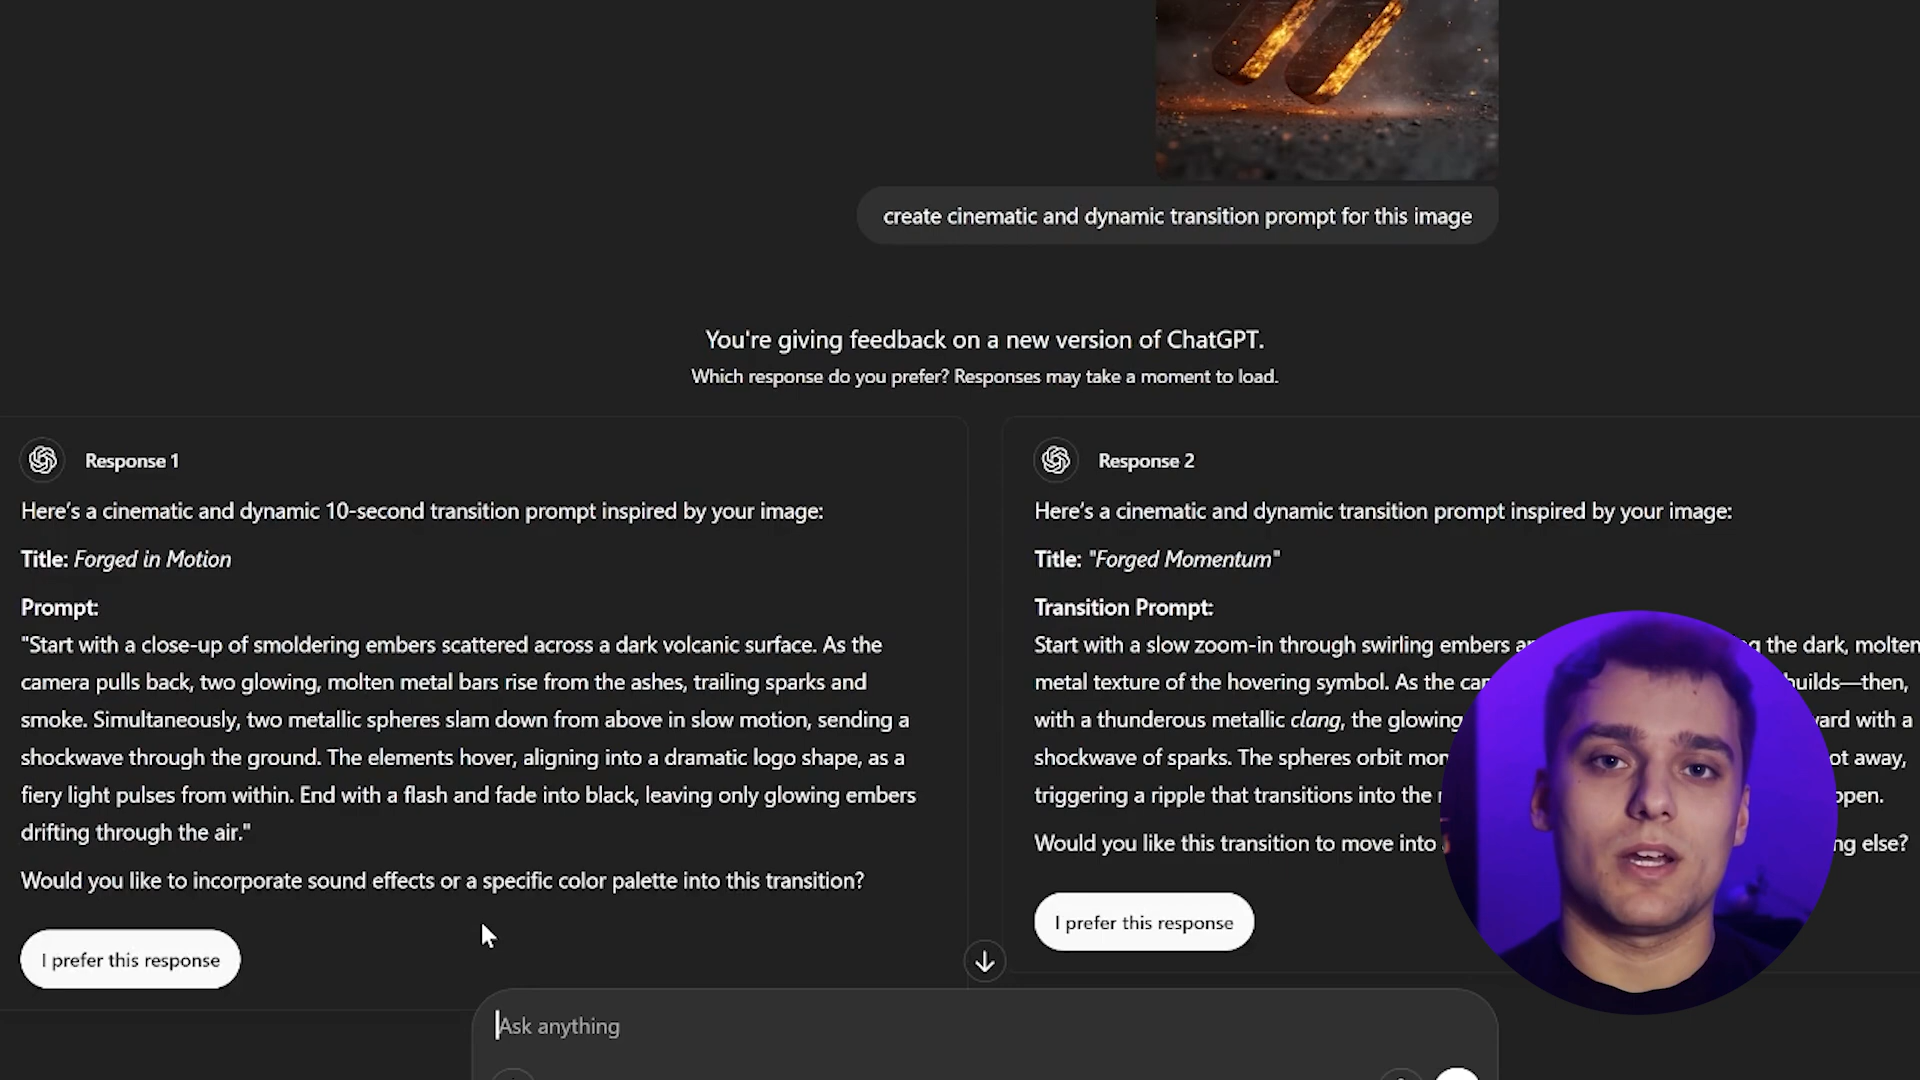 create cinematic and dynamic transition prompt for this image
You're giving feedback on a new version of ChatGPT.
Which response do you prefer? Responses may take a moment to load.
Response 1
Here's a cinematic and dynamic 10-second transition prompt inspired by your image:
Title: Forged in Motion
Prompt:
"Start with a close-up of smoldering embers scattered across a dark volcanic surface. As the
camera pulls back, two glowing, molten metal bars rise from the ashes, trailing sparks and
smoke. Simultaneously, two metallic spheres slam down from above in slow motion, sending a
shockwave through the ground. The elements hover, aligning into a dramatic logo shape, as a
fiery light pulses from within. End with a flash and fade into black, leaving only glowing embers
drifting through the air."
Would you like to incorporate sound effects or a specific color palette into this transition?
I prefer this response
Response 2
Here's a cinematic and dynamic transition prompt inspired by your image:
Title: "Forged Momentum"
Transition Prompt:
Start with a slow zoom-in through swirling embers the dark, molten
metal texture of the hovering symbol. As the builds—then,
with a thunderous metallic clang, the glowing with a
shockwave of sparks. The spheres orbit away,
triggering a ripple that transitions into the open.
Would you like this transition to move into else?
I prefer this response
Ask anything